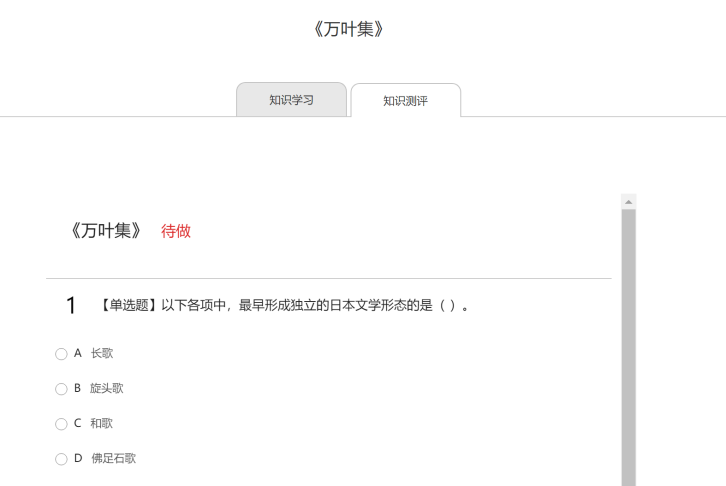 《万叶集》
知识学习 知识测评
《万叶集》 待做
1 【单选题】以下各项中，最早形成独立的日本文学形态的是（ ）。
A 长歌
B 旋头歌
C 和歌
D 佛足石歌